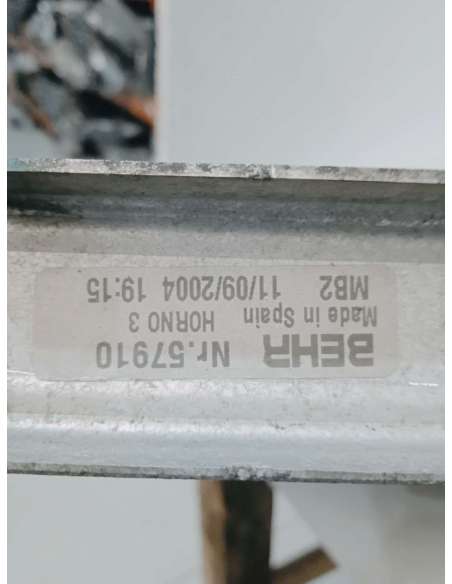 BEHR Nr.57910
Made in Spain HORNO 3
MB2 11/09/2004 19:15